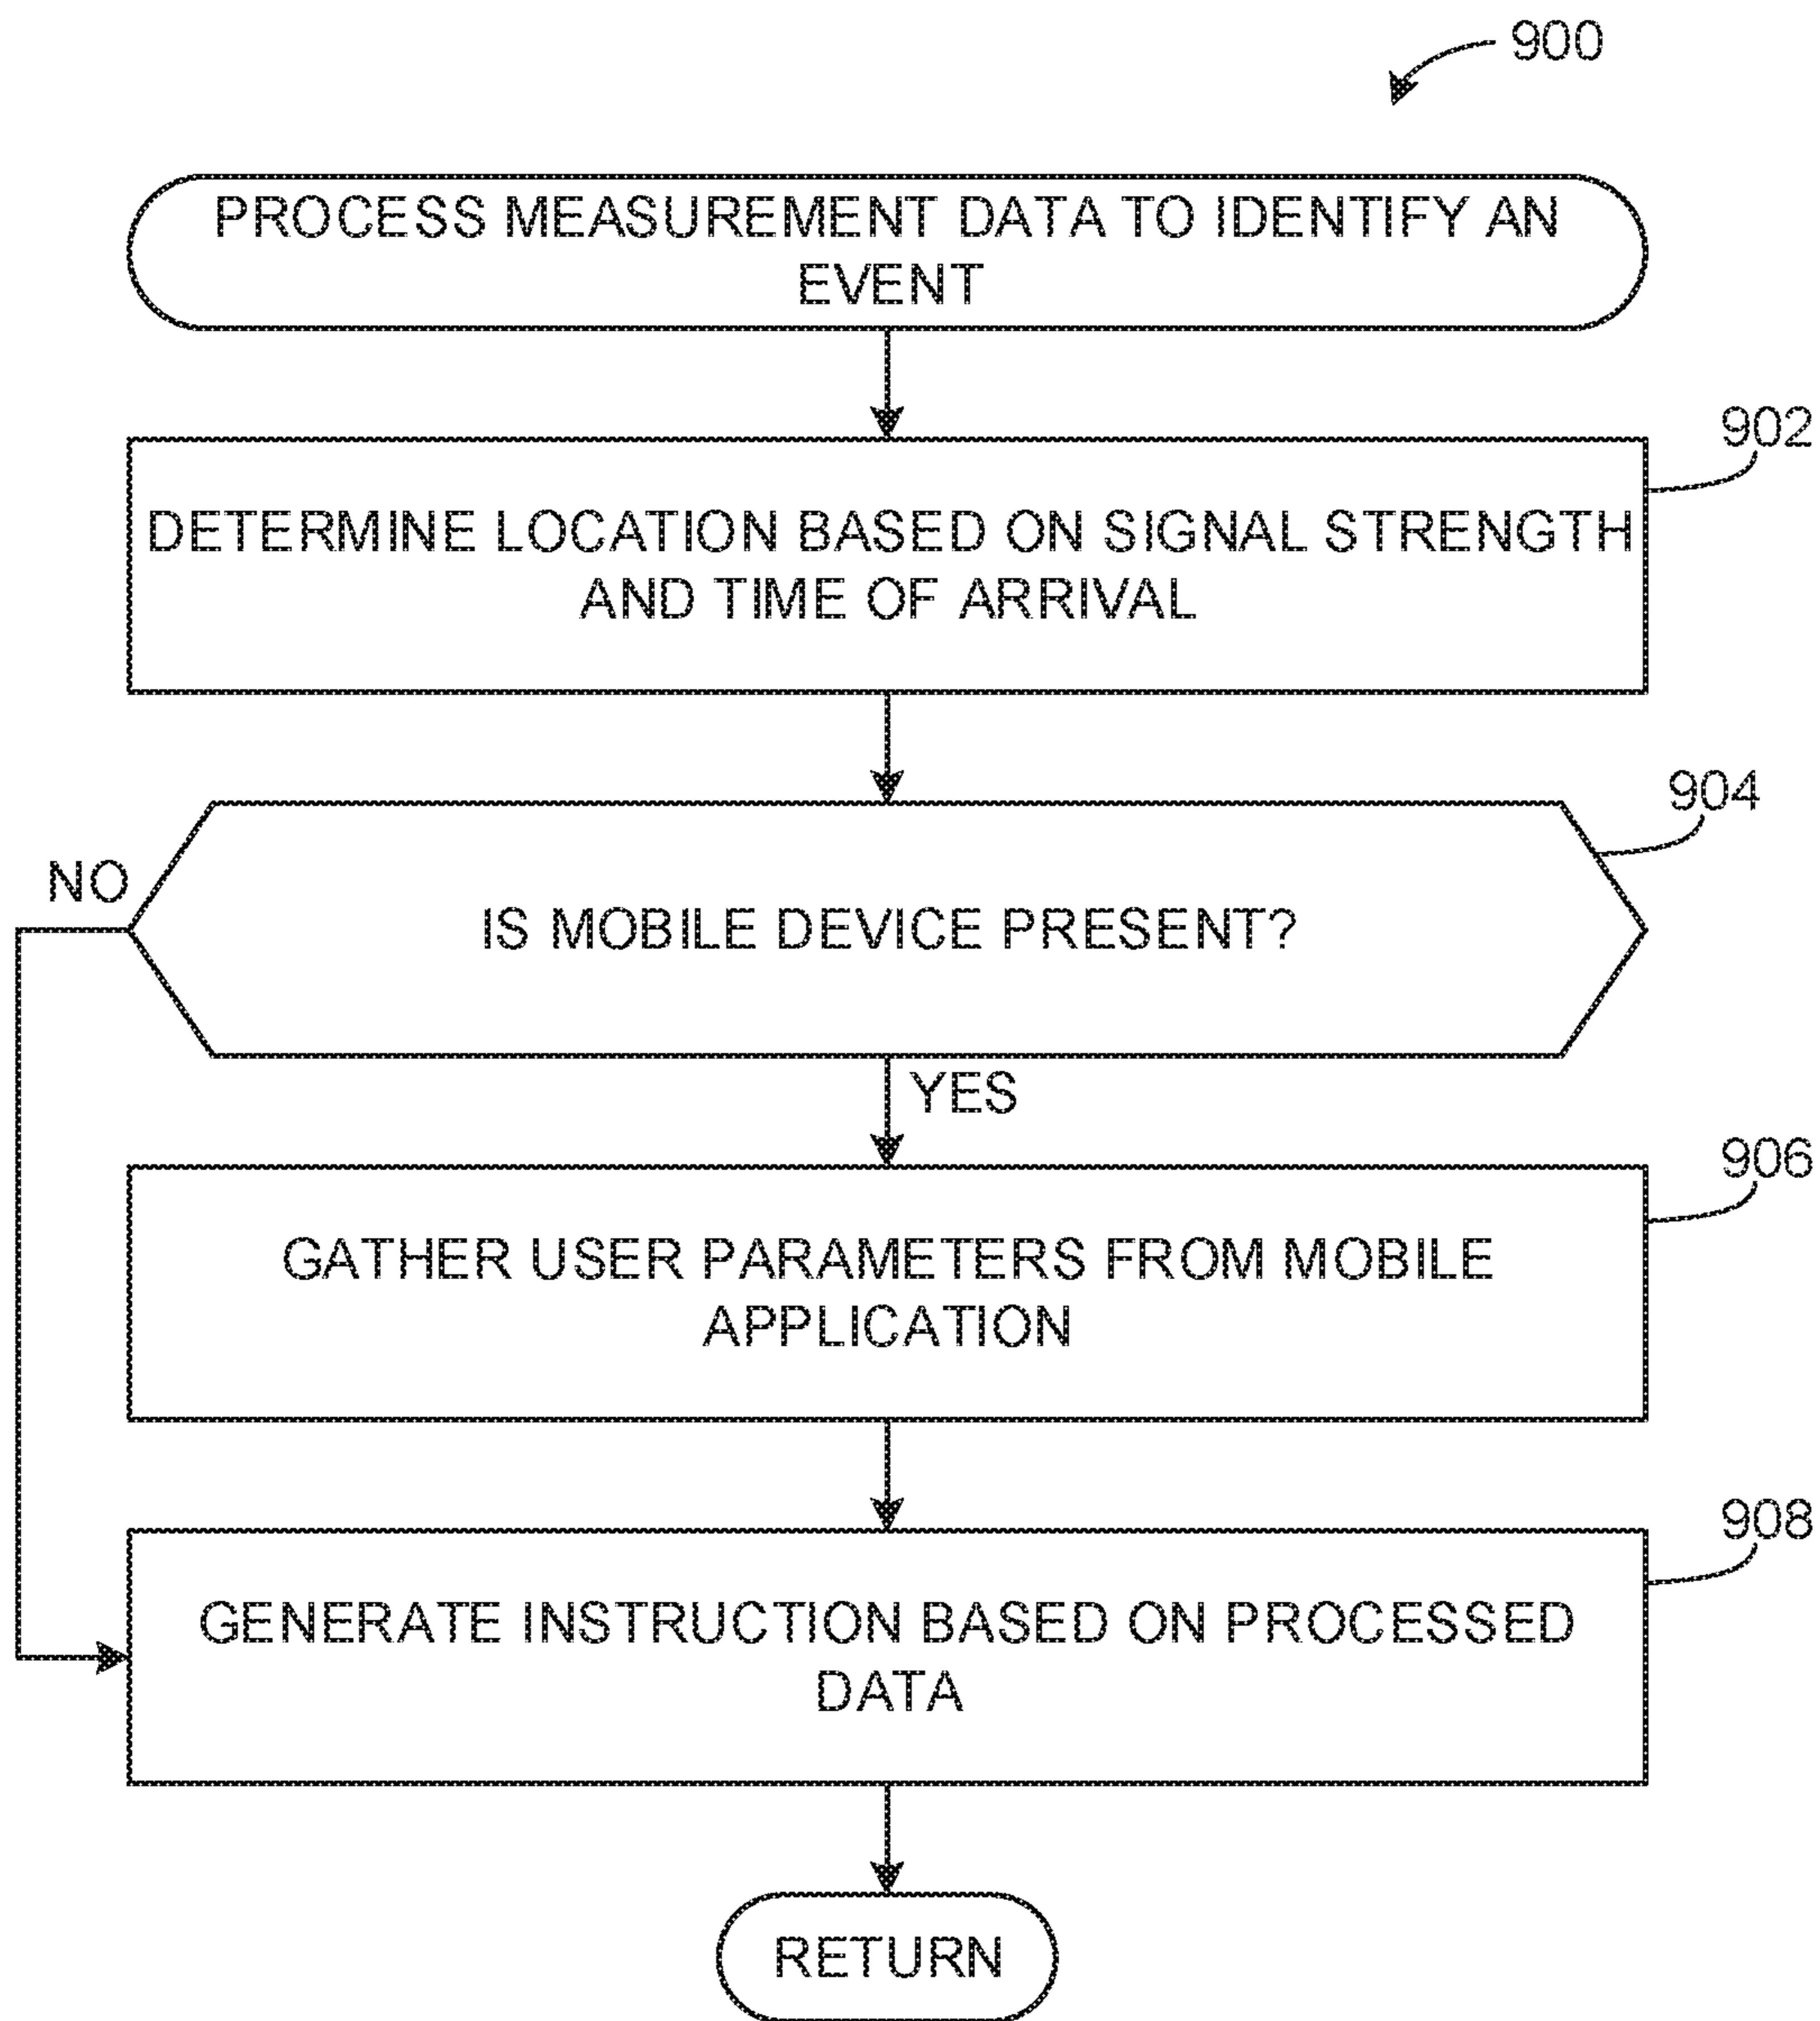 900
PROCESS MEASUREMENT DATA TO IDENTIFY AN
EVENT
902
DETERMINE LOCATION BASED ON SIGNAL STRENGTH
AND TIME OF ARRIVAL
904
NO
IS MOBILE DEVICE PRESENT?
YES
906
GATHER USER PARAMETERS FROM MOBILE
APPLICATION
908
GENERATE INSTRUCTION BASED ON PROCESSED
DATA
RETURN